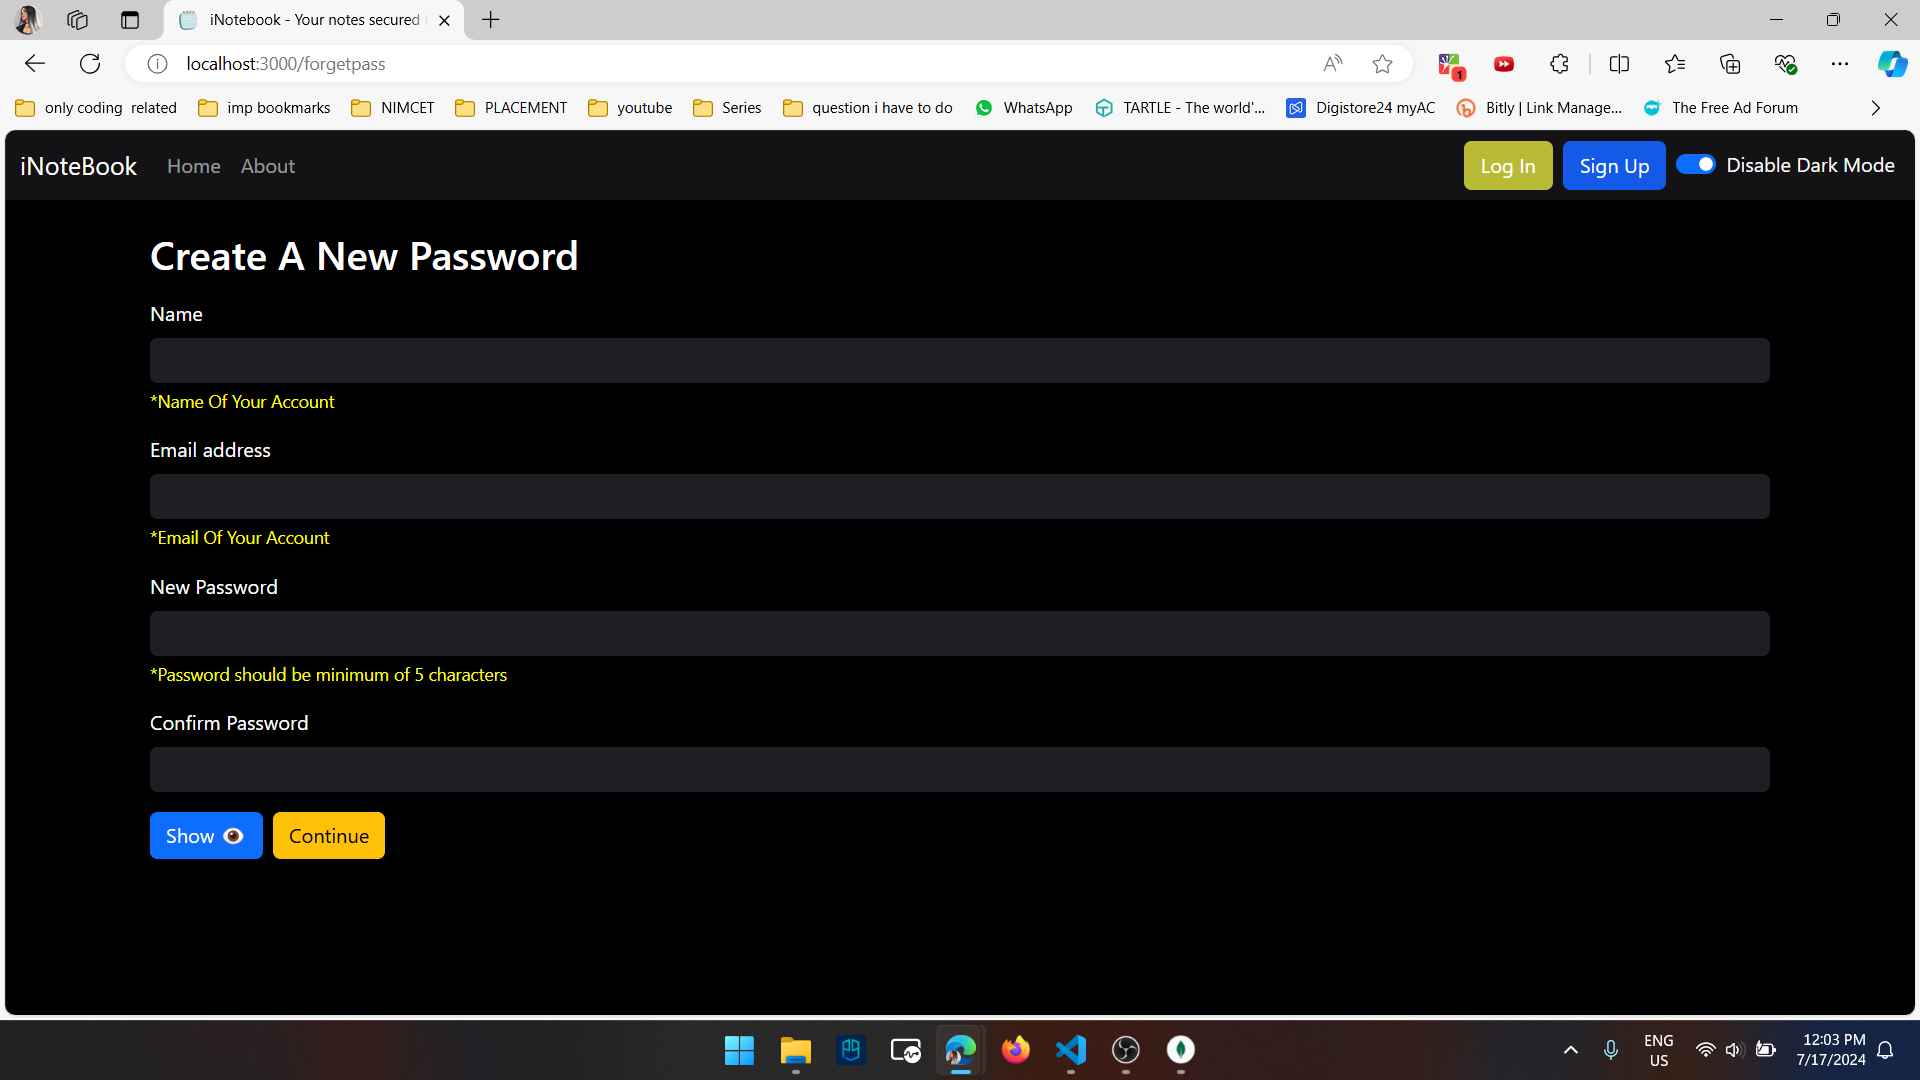 iNotebook - Your notes secured i
localhost:3000/forgetpass
1
only coding related imp bookmarks NIMCET PLACEMENT youtube Series question i have to do WhatsApp TARTLE - The world'... Digistore24 myAC Bitly | Link Manage... The Free Ad Forum
iNoteBook Home About Log In Sign Up Disable Dark Mode
Create A New Password
Name
*Name Of Your Account
Email address
*Email Of Your Account
New Password
*Password should be minimum of 5 characters
Confirm Password
Show Continue
ENG
US
12:03 PM
7/17/2024